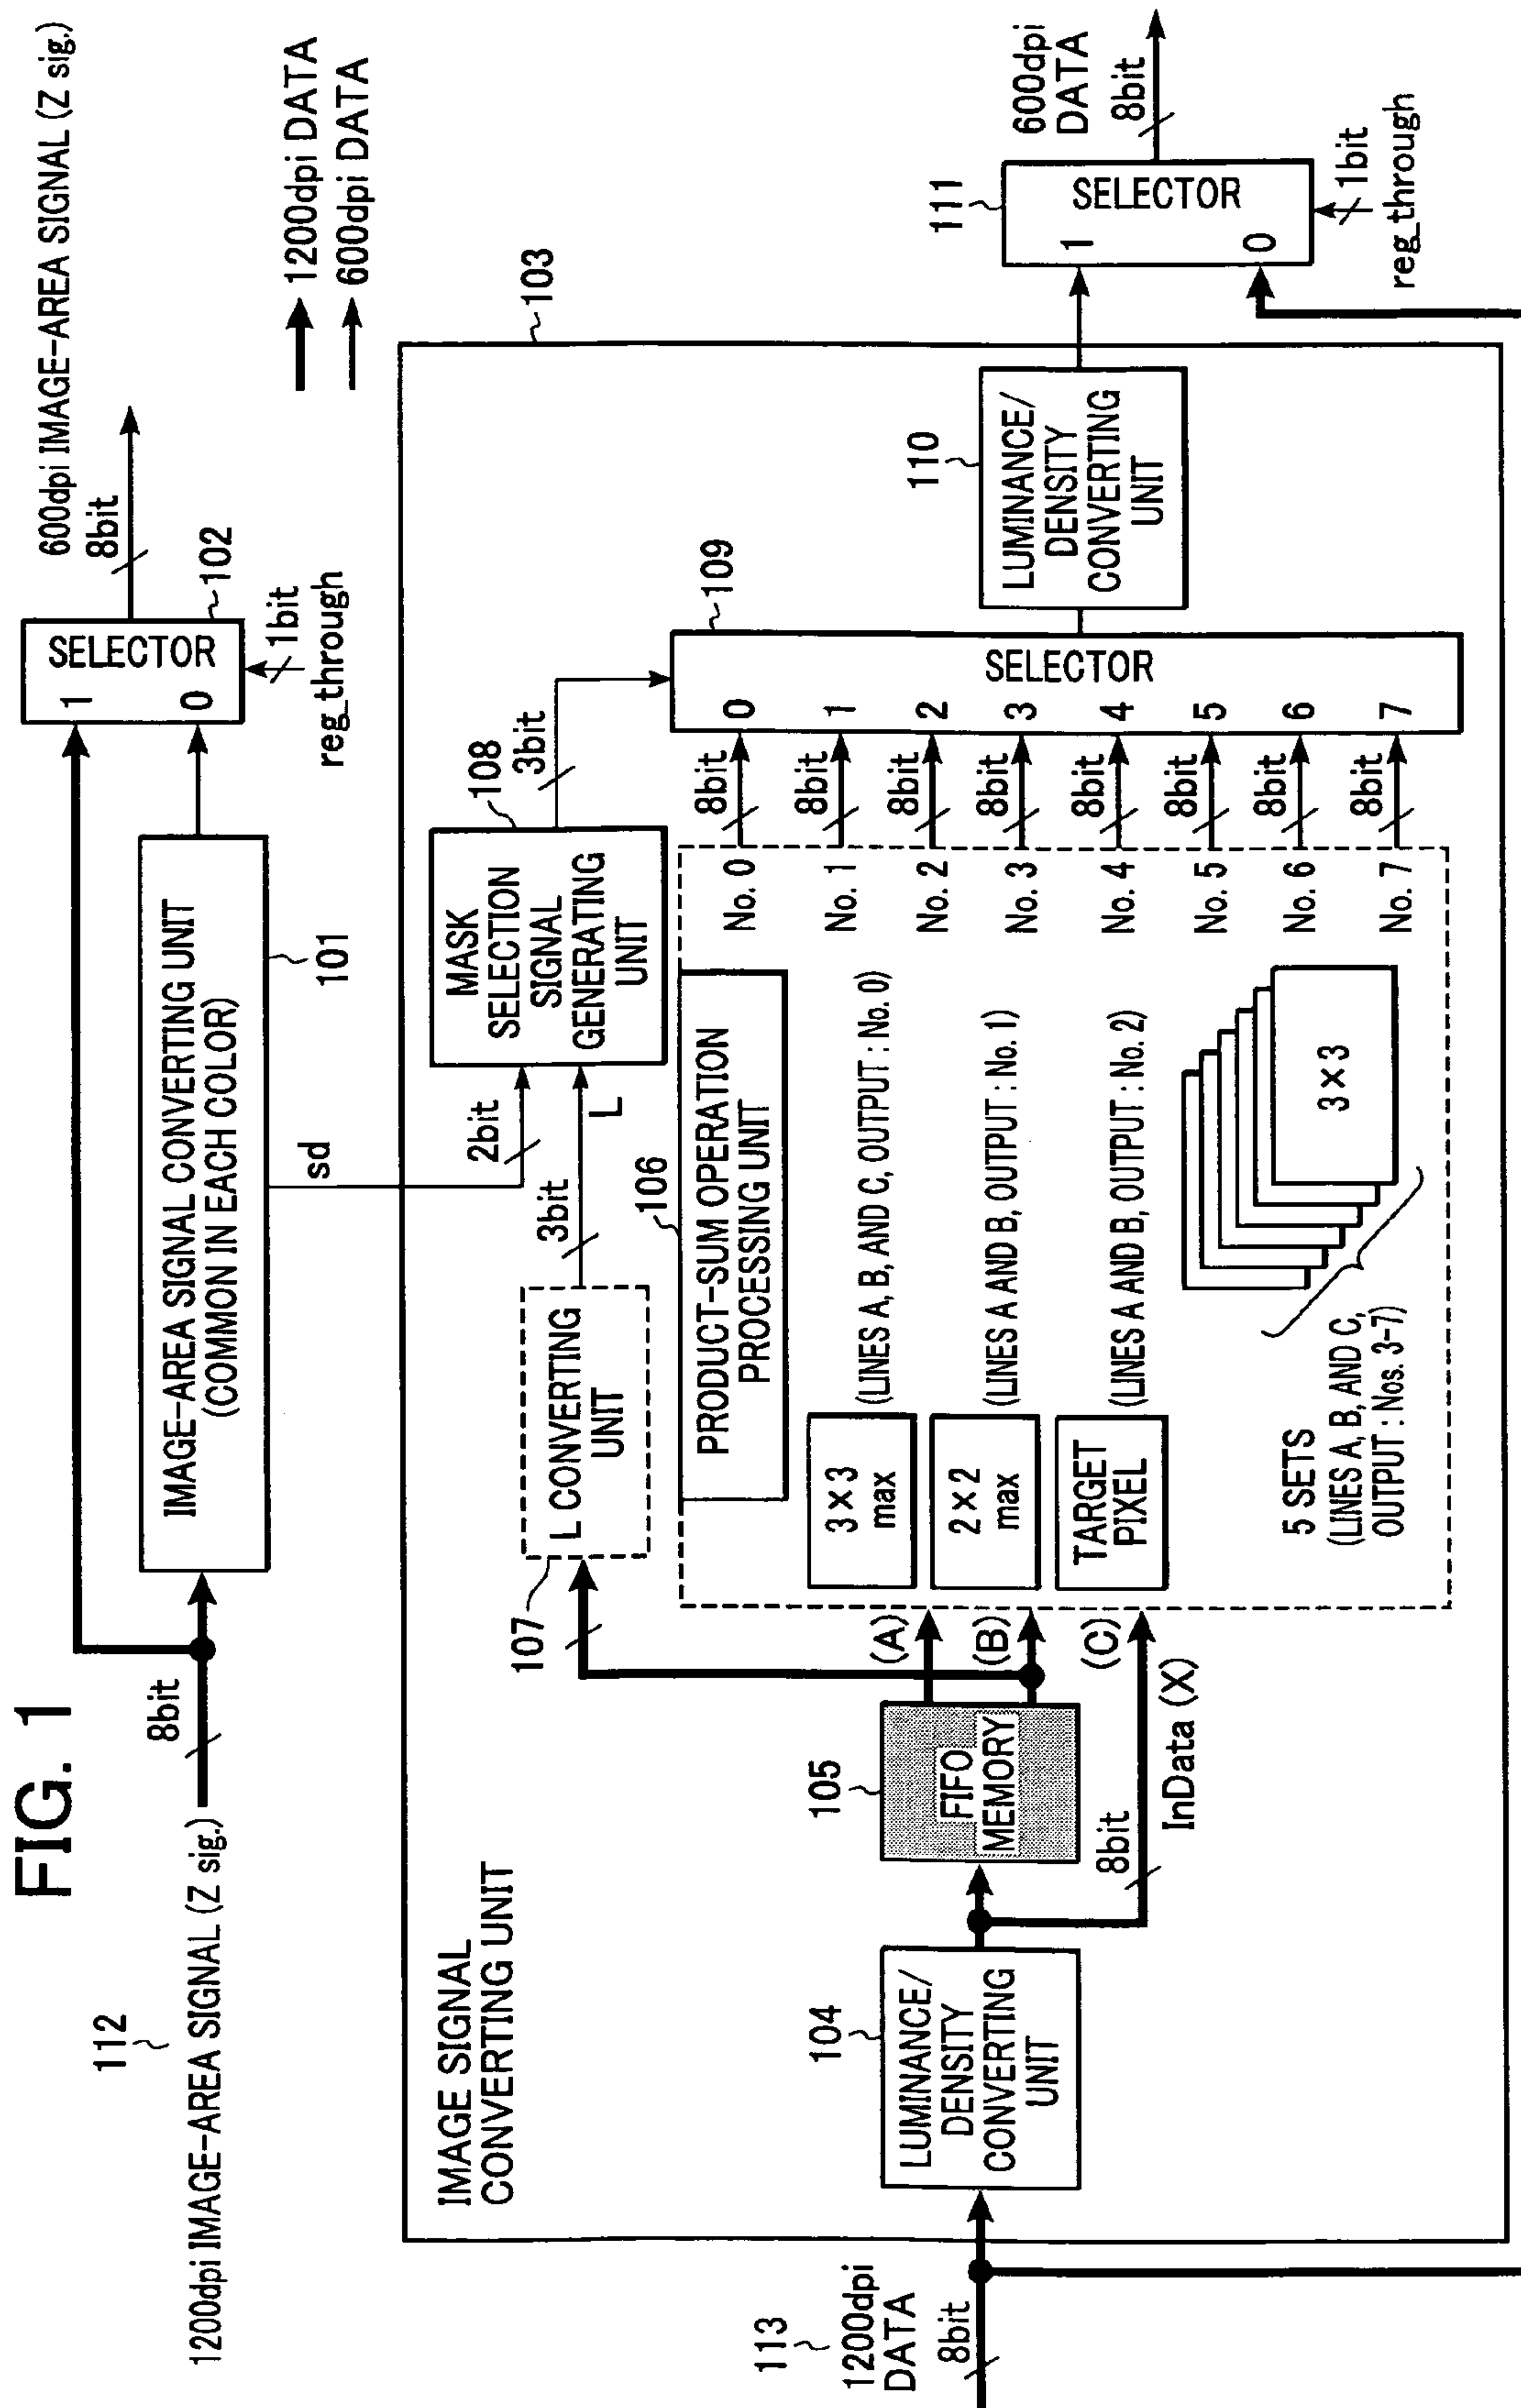 FIG. 1
112
1200dpi IMAGE-AREA SIGNAL (Z sig.)
8bit
IMAGE-AREA SIGNAL CONVERTING UNIT
(COMMON IN EACH COLOR)
101
sd
1
0
SELECTOR
102
1bit
reg_through
600dpi IMAGE-AREA SIGNAL (Z sig.)
8bit
1200dpi DATA
600dpi DATA
IMAGE SIGNAL
CONVERTING UNIT
103
113
1200dpi
DATA
8bit
104
LUMINANCE/
DENSITY
CONVERTING
UNIT
105
FIFO
MEMORY
8bit
InData (X)
(A)
(B)
(C)
107
L CONVERTING
UNIT
3bit
L
2bit
108
MASK
SELECTION
SIGNAL
GENERATING
UNIT
3bit
106
PRODUCT-SUM OPERATION
PROCESSING UNIT
3 × 3
max
(LINES A, B, AND C, OUTPUT : No. 0)
2 × 2
max
(LINES A AND B, OUTPUT : No. 1)
TARGET
PIXEL
(LINES A AND B, OUTPUT : No. 2)
5 SETS
(LINES A, B, AND C,
OUTPUT : Nos. 3-7)
3 × 3
No. 0
8bit
0
No. 1
8bit
1
No. 2
8bit
2
No. 3
8bit
3
No. 4
8bit
4
No. 5
8bit
5
No. 6
8bit
6
No. 7
8bit
7
109
SELECTOR
110
LUMINANCE/
DENSITY
CONVERTING
UNIT
111
1
0
SELECTOR
1bit
reg_through
600dpi
DATA
8bit